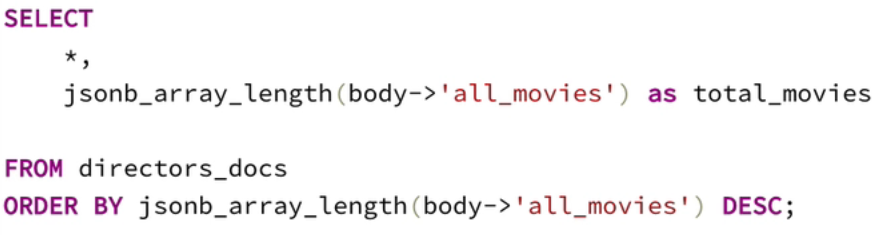 SELECT
    *,
    jsonb_array_length(body->'all_movies') as total_movies
FROM directors_docs
ORDER BY jsonb_array_length(body->'all_movies') DESC;